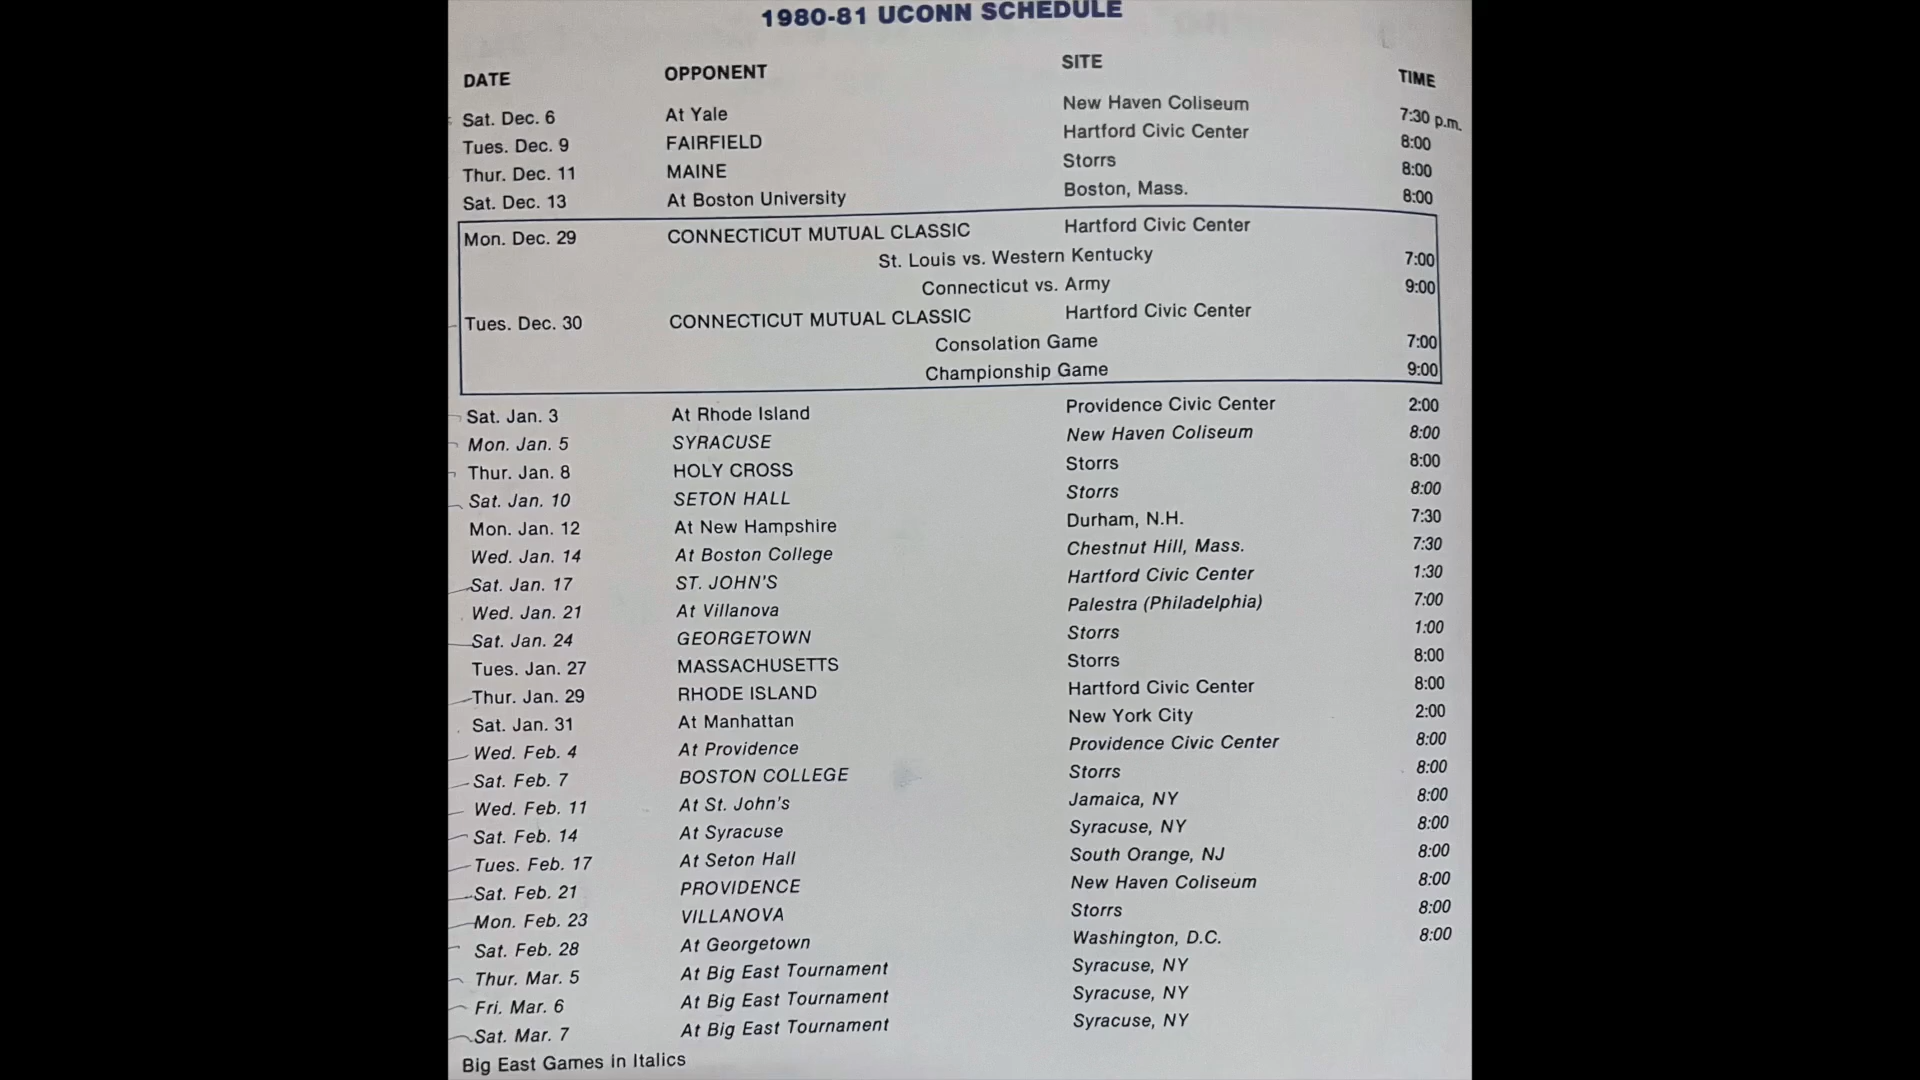 1980-81 UCONN SCHEDULE
DATE OPPONENT SITE TIME
Sat. Dec. 6 At Yale New Haven Coliseum 7:30 p.m.
Tues. Dec. 9 FAIRFIELD Hartford Civic Center 8:00
Thur. Dec. 11 MAINE Storrs 8:00
Sat. Dec. 13 At Boston University Boston, Mass. 8:00
Mon. Dec. 29 CONNECTICUT MUTUAL CLASSIC Hartford Civic Center
St. Louis vs. Western Kentucky 7:00
Connecticut vs. Army 9:00
Tues. Dec. 30 CONNECTICUT MUTUAL CLASSIC Hartford Civic Center
Consolation Game 7:00
Championship Game 9:00
Sat. Jan. 3 At Rhode Island Providence Civic Center 2:00
Mon. Jan. 5 SYRACUSE New Haven Coliseum 8:00
Thur. Jan. 8 HOLY CROSS Storrs 8:00
Sat. Jan. 10 SETON HALL Storrs 8:00
Mon. Jan. 12 At New Hampshire Durham, N.H. 7:30
Wed. Jan. 14 At Boston College Chestnut Hill, Mass. 7:30
Sat. Jan. 17 ST. JOHN'S Hartford Civic Center 1:30
Wed. Jan. 21 At Villanova Palestra (Philadelphia) 7:00
Sat. Jan. 24 GEORGETOWN Storrs 1:00
Tues. Jan. 27 MASSACHUSETTS Storrs 8:00
Thur. Jan. 29 RHODE ISLAND Hartford Civic Center 8:00
Sat. Jan. 31 At Manhattan New York City 2:00
Wed. Feb. 4 At Providence Providence Civic Center 8:00
Sat. Feb. 7 BOSTON COLLEGE Storrs 8:00
Wed. Feb. 11 At St. John's Jamaica, NY 8:00
Sat. Feb. 14 At Syracuse Syracuse, NY 8:00
Tues. Feb. 17 At Seton Hall South Orange, NJ 8:00
Sat. Feb. 21 PROVIDENCE New Haven Coliseum 8:00
Mon. Feb. 23 VILLANOVA Storrs 8:00
Sat. Feb. 28 At Georgetown Washington, D.C. 8:00
Thur. Mar. 5 At Big East Tournament Syracuse, NY
Fri. Mar. 6 At Big East Tournament Syracuse, NY
Sat. Mar. 7 At Big East Tournament Syracuse, NY
Big East Games in Italics